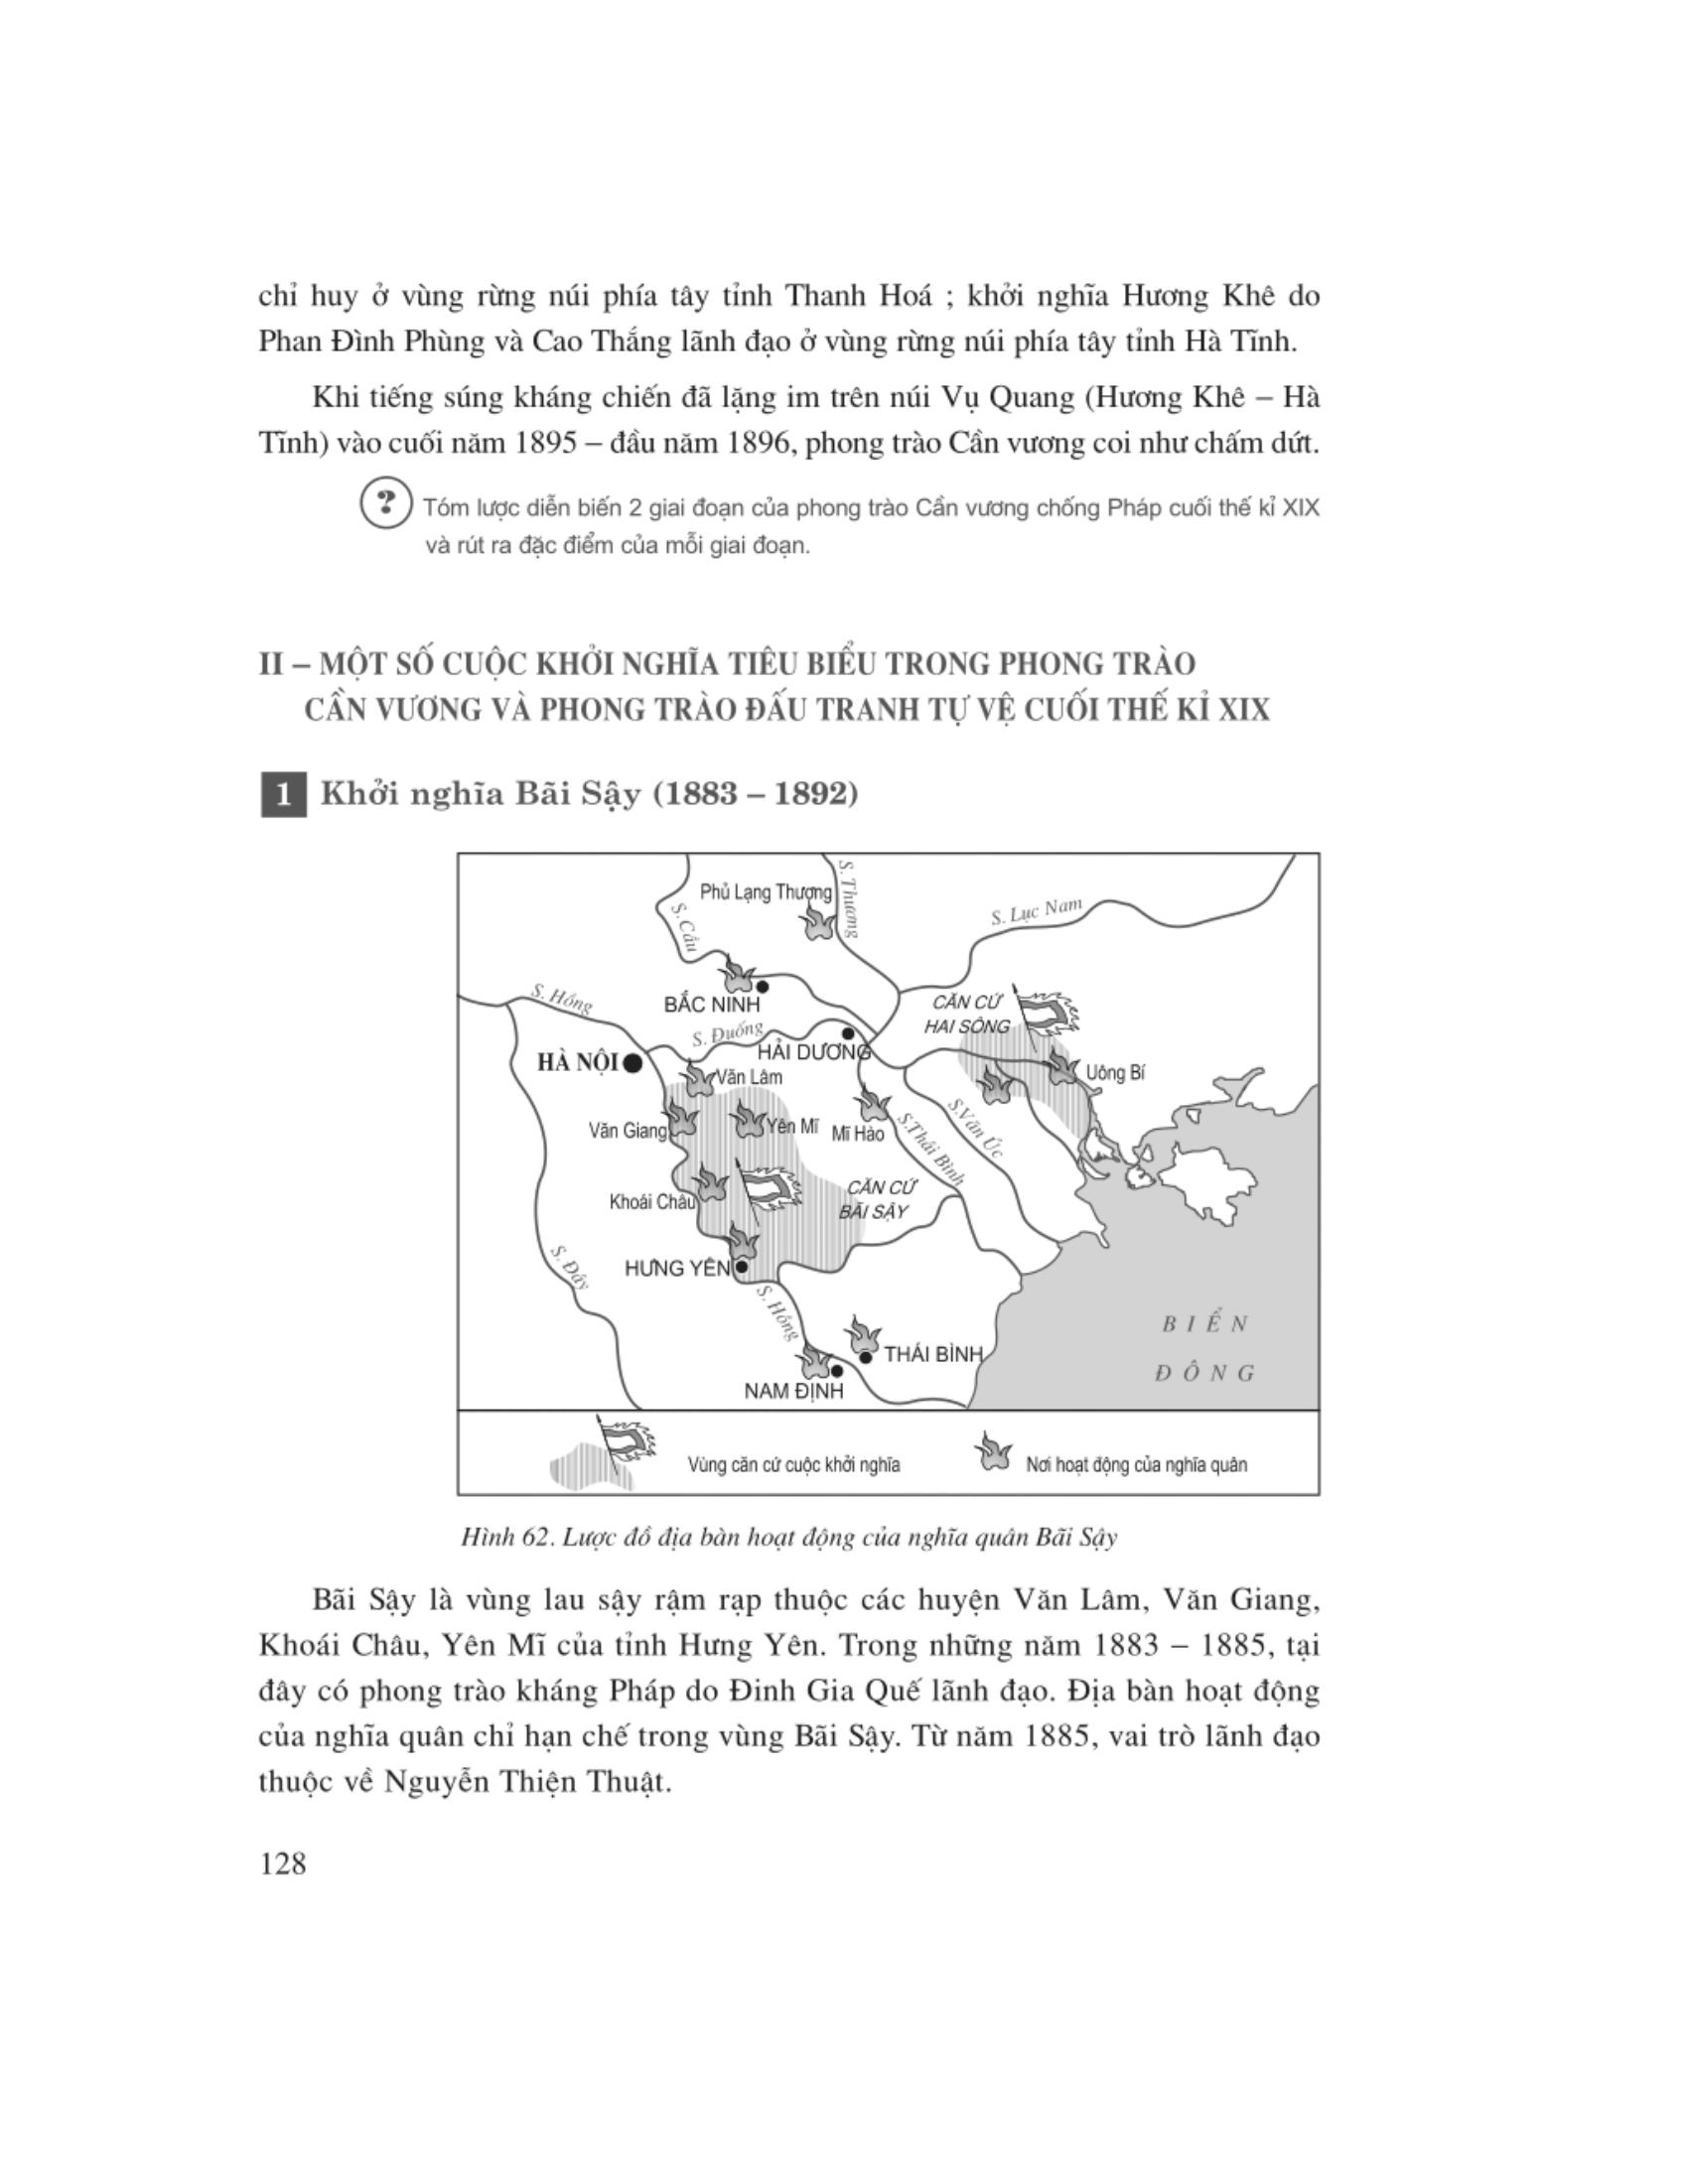 chỉ huy ở vùng rừng núi phía tây tỉnh Thanh Hoá ; khởi nghĩa Hương Khê do
Phan Đình Phùng và Cao Thắng lãnh đạo ở vùng rừng núi phía tây tỉnh Hà Tĩnh.
Khi tiếng súng kháng chiến đã lặng im trên núi Vụ Quang (Hương Khê – Hà
Tĩnh) vào cuối năm 1895 – đầu năm 1896, phong trào Cần vương coi như chấm dứt.
? Tóm lược diễn biến 2 giai đoạn của phong trào Cần vương chống Pháp cuối thế kỉ XIX
và rút ra đặc điểm của mỗi giai đoạn.
II – MỘT SỐ CUỘC KHỞI NGHĨA TIÊU BIỂU TRONG PHONG TRÀO
CẦN VƯƠNG VÀ PHONG TRÀO ĐẤU TRANH TỰ VỆ CUỐI THẾ KỈ XIX
1 Khởi nghĩa Bãi Sậy (1883 – 1892)
Phủ Lạng Thương
S. Thương
S. Cầu
S. Lục Nam
S. Hồng
BẮC NINH
CĂN CỨ
HAI SÔNG
S. Đuống
HÀ NỘI
HẢI DƯƠNG
Văn Lâm
Uông Bí
Văn Giang
Yên Mĩ
Mĩ Hào
S.Thái Bình
S.Văn Úc
Khoái Châu
CĂN CỨ
BÃI SẬY
S. Đáy
HƯNG YÊN
S. Hồng
THÁI BÌNH
NAM ĐỊNH
BIỂN
ĐÔNG
Vùng căn cứ cuộc khởi nghĩa
Nơi hoạt động của nghĩa quân
Hình 62. Lược đồ địa bàn hoạt động của nghĩa quân Bãi Sậy
Bãi Sậy là vùng lau sậy rậm rạp thuộc các huyện Văn Lâm, Văn Giang,
Khoái Châu, Yên Mĩ của tỉnh Hưng Yên. Trong những năm 1883 – 1885, tại
đây có phong trào kháng Pháp do Đinh Gia Quế lãnh đạo. Địa bàn hoạt động
của nghĩa quân chỉ hạn chế trong vùng Bãi Sậy. Từ năm 1885, vai trò lãnh đạo
thuộc về Nguyễn Thiện Thuật.
128